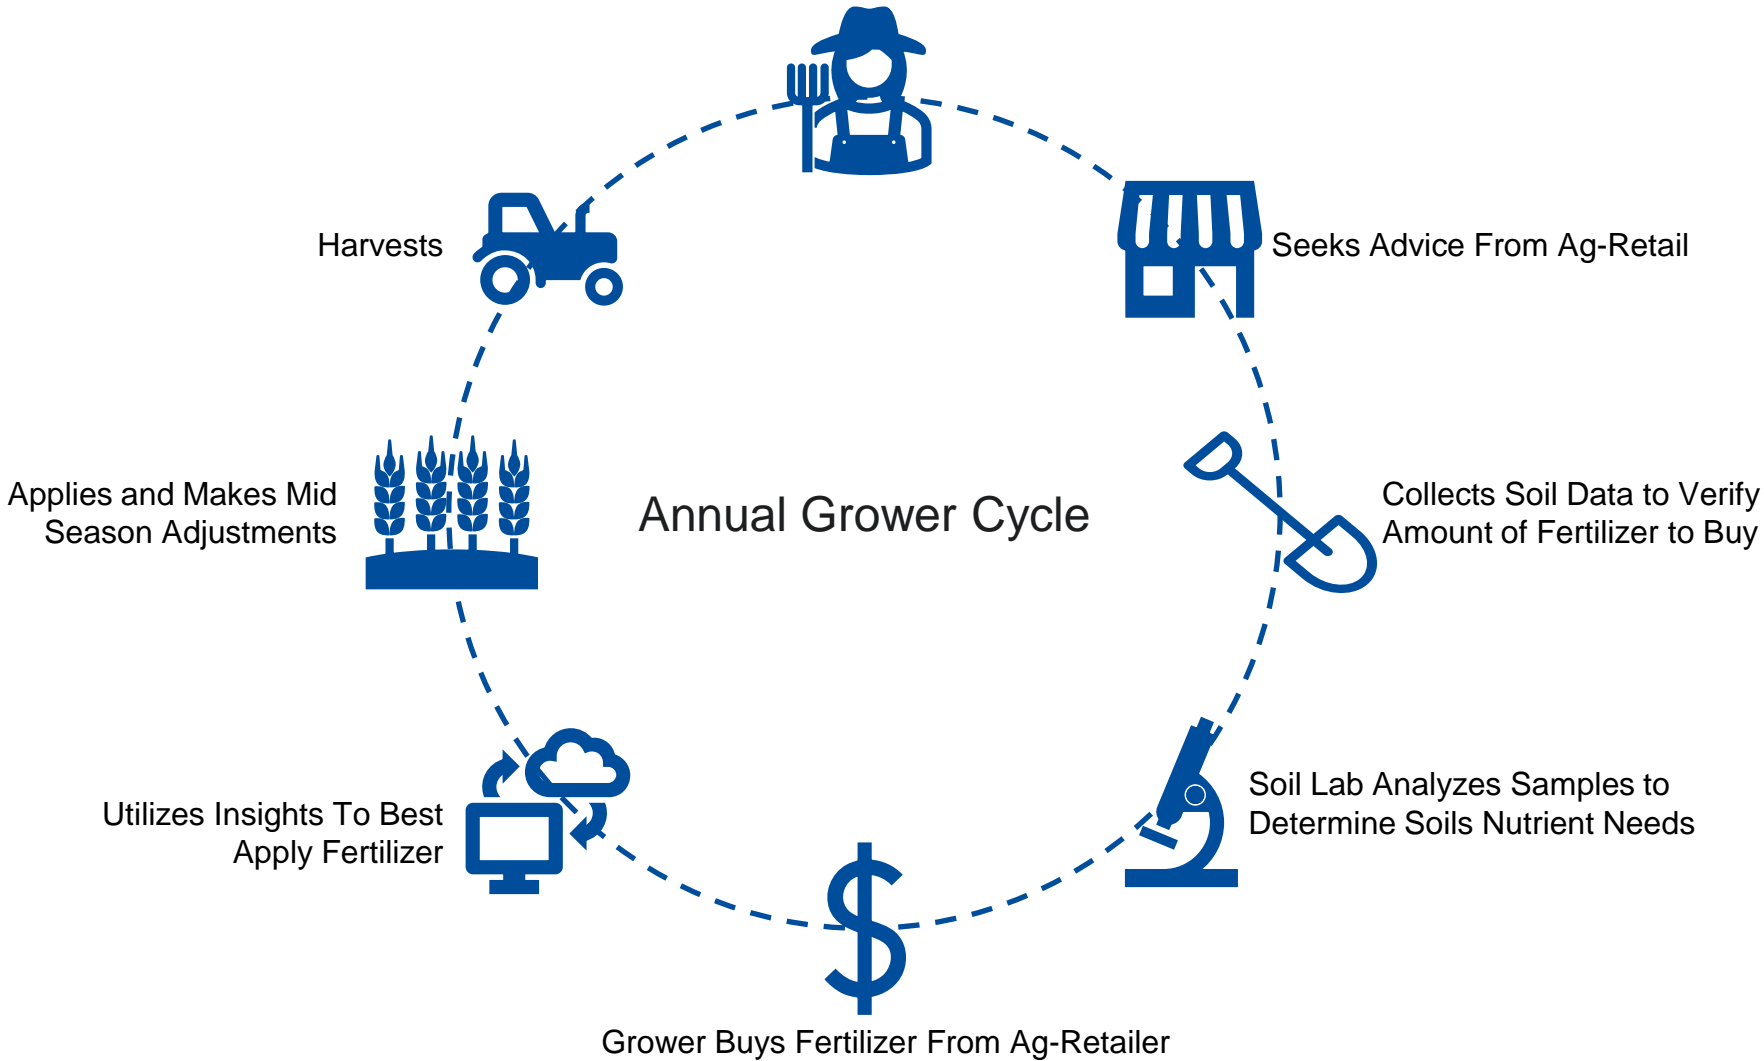 Harvests
Seeks Advice From Ag-Retail
Applies and Makes Mid
Season Adjustments
Annual Grower Cycle
Collects Soil Data to Verify
Amount of Fertilizer to Buy
Utilizes Insights To Best
Apply Fertilizer
Soil Lab Analyzes Samples to
Determine Soils Nutrient Needs
$
Grower Buys Fertilizer From Ag-Retailer